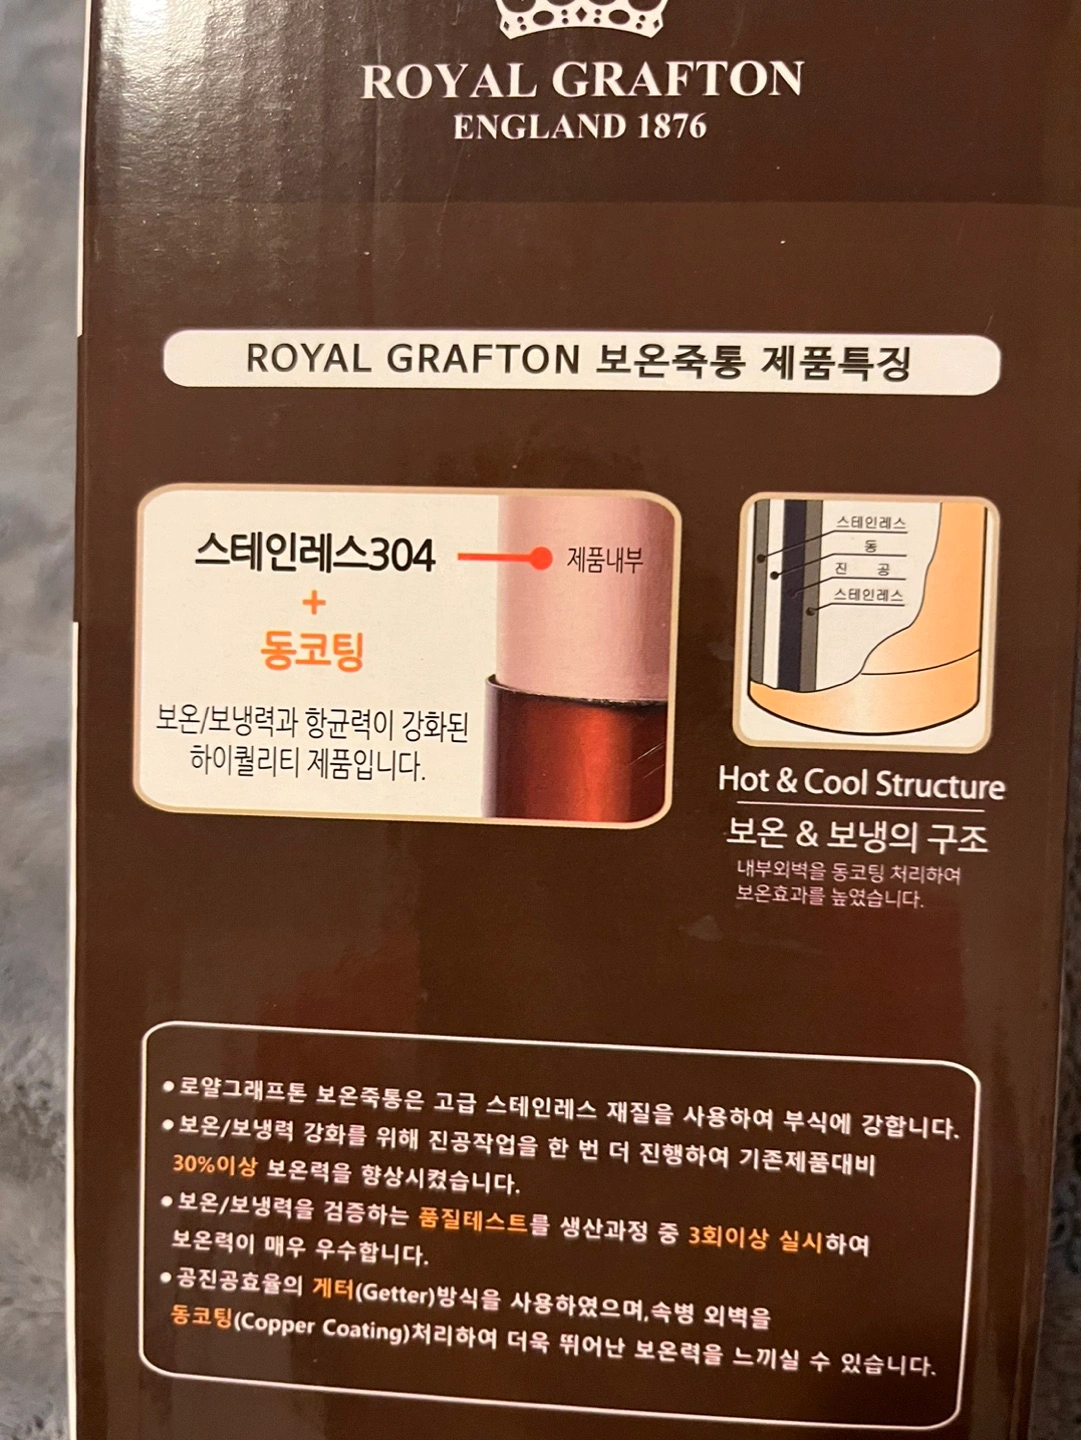 ROYAL GRAFTON
ENGLAND 1876
ROYAL GRAFTON 보온죽통 제품특징
스테인레스304
제품내부
+
동코팅
보온/보냉력과 항균력이 강화된
하이퀄리티 제품입니다.
스테인레스
동
진 공
스테인레스
Hot & Cool Structure
보온 & 보냉의 구조
내부외벽을 동코팅 처리하여
보온효과를 높였습니다.
• 로얄그래프톤 보온죽통은 고급 스테인레스 재질을 사용하여 부식에 강합니다.
• 보온/보냉력 강화를 위해 진공작업을 한 번 더 진행하여 기존제품대비
30%이상 보온력을 향상시켰습니다.
• 보온/보냉력을 검증하는 품질테스트를 생산과정 중 3회이상 실시하여
보온력이 매우 우수합니다.
• 공진공효율의 게터(Getter)방식을 사용하였으며,속병 외벽을
동코팅(Copper Coating)처리하여 더욱 뛰어난 보온력을 느끼실 수 있습니다.